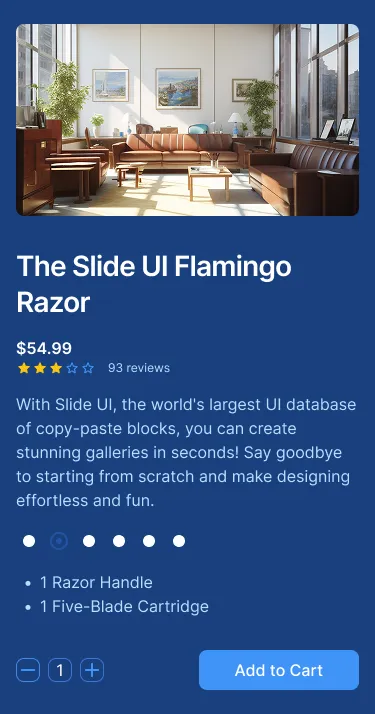 The Slide UI Flamingo
Razor
$54.99
93 reviews
With Slide UI, the world's largest UI database
of copy-paste blocks, you can create
stunning galleries in seconds! Say goodbye
to starting from scratch and make designing
effortless and fun.
• 1 Razor Handle
• 1 Five-Blade Cartridge
1
Add to Cart